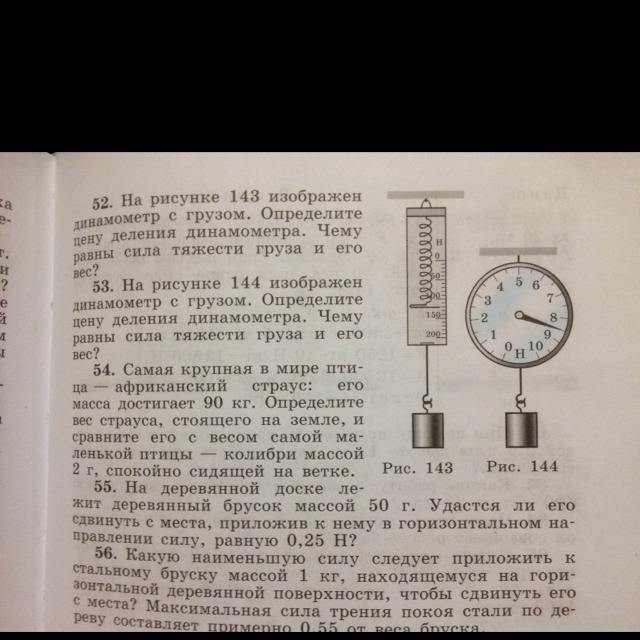 52. На рисунке 143 изображен
динамометр с грузом. Определите
цену деления динамометра. Чему
равны сила тяжести груза и его
вес?
53. На рисунке 144 изображен
динамометр с грузом. Определите
цену деления динамометра. Чему
равны сила тяжести груза и его
вес?
54. Самая крупная в мире пти-
ца — африканский страус: его
масса достигает 90 кг. Определите
вес страуса, стоящего на земле, и
сравните его с весом самой ма-
ленькой птицы — колибри массой
2 г, спокойно сидящей на ветке.
Н
0
50
100
150
200
Рис. 143
0
1
2
3
4
5
6
7
8
9
10
Н
Рис. 144
55. На деревянной доске ле-
жит деревянный брусок массой 50 г. Удастся ли его
сдвинуть с места, приложив к нему в горизонтальном на-
правлении силу, равную 0,25 Н?
56. Какую наименьшую силу следует приложить к
стальному бруску массой 1 кг, находящемуся на гори-
зонтальной деревянной поверхности, чтобы сдвинуть его
с места? Максимальная сила трения покоя стали по де-
реву составляет примерно 0,55 от веса бруска.